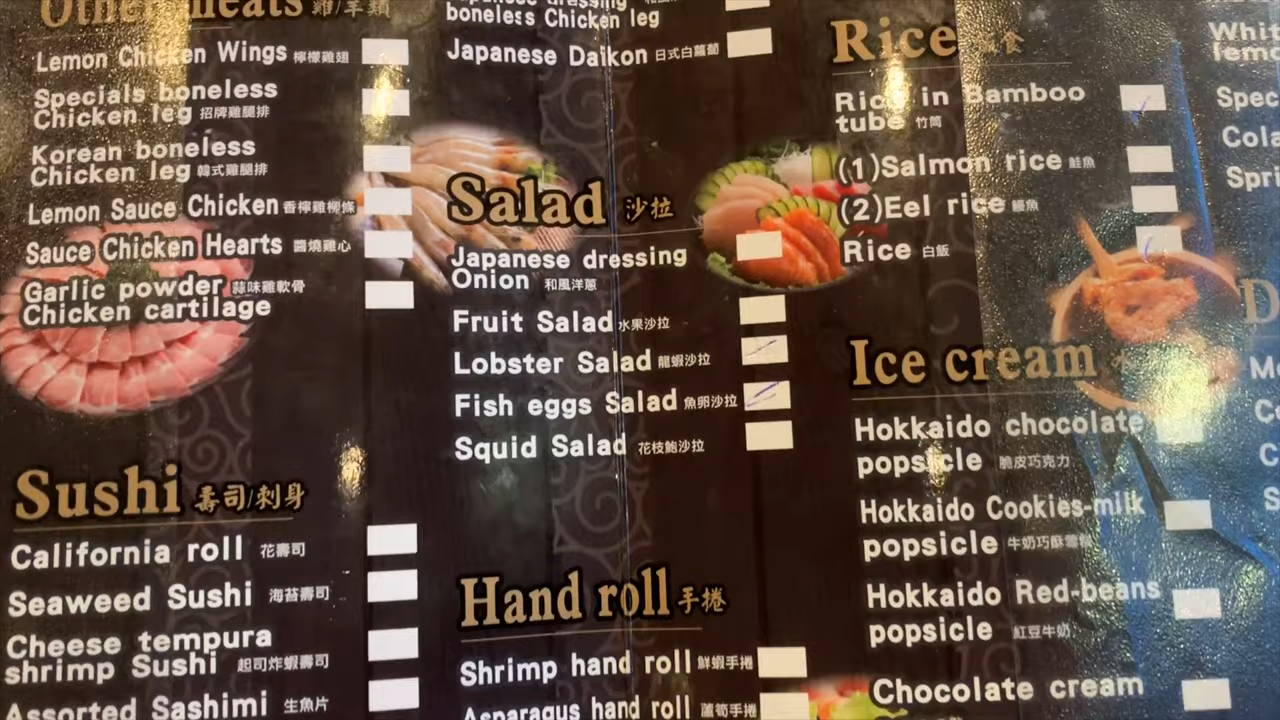 Other meats 雞/羊類
Lemon Chicken Wings 檸檬雞翅
Specials boneless
Chicken leg 招牌雞腿排
Korean boneless
Chicken leg 韓式雞腿排
Lemon Sauce Chicken 香檸雞柳條
Sauce Chicken Hearts 醬燒雞心
Garlic powder 蒜味雞軟骨
Chicken cartilage
Sushi 壽司/刺身
California roll 花壽司
Seaweed Sushi 海苔壽司
Cheese tempura
shrimp Sushi 起司炸蝦壽司
Assorted Sashimi 生魚片
Japanese dressing
boneless Chicken leg
Japanese Daikon 日式白蘿蔔
Salad 沙拉
Japanese dressing
Onion 和風洋蔥
Fruit Salad 水果沙拉
Lobster Salad 龍蝦沙拉
Fish eggs Salad 魚卵沙拉
Squid Salad 花枝鮑沙拉
Hand roll 手捲
Shrimp hand roll 鮮蝦手捲
Asparagus hand roll 蘆筍手捲
Rice
Rice in Bamboo
tube 竹筒
(1)Salmon rice 鮭魚
(2)Eel rice 鰻魚
Rice 白飯
Ice cream
Hokkaido chocolate
popsicle 脆皮巧克力
Hokkaido Cookies-milk
popsicle 牛奶巧酥
Hokkaido Red-beans
popsicle 紅豆牛奶
Chocolate cream
Whit
lemo
Spec
Cola
Spri